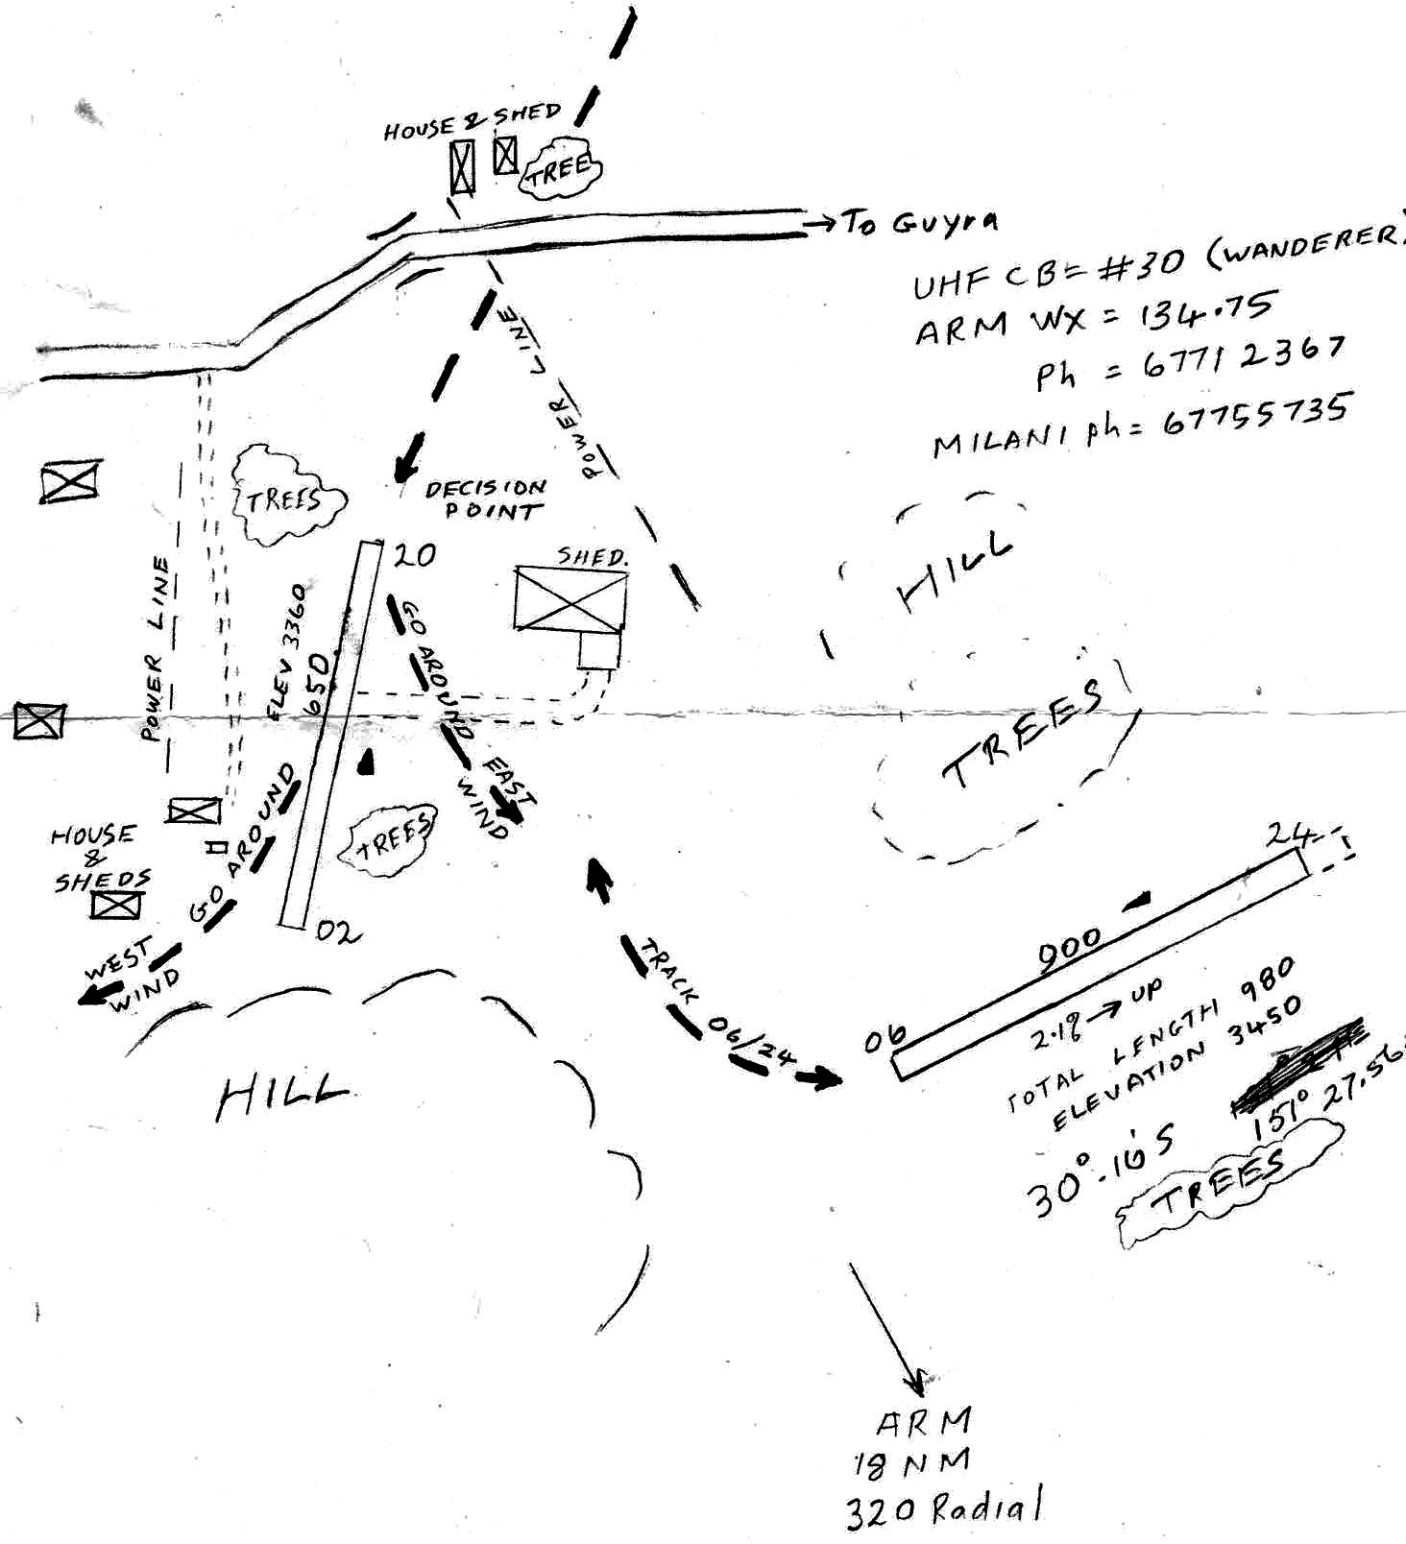 HOUSE & SHED
TREE
→ To Guyra
UHF CB = #30 (WANDERER)
ARM WX = 134.75
Ph = 67712367
MILANI ph = 67755735
POWER LINE
TREES
DECISION
POINT
20
SHED.
HILL
TREES
POWER LINE
ELEV 3360
650
GO AROUND EAST
WIND
HOUSE
&
SHEDS
GO AROUND
WEST
WIND
TREES
02
HILL
TRACK 06/24
24
900
06
2.1% → UP
TOTAL LENGTH 980
ELEVATION 3450
30°.16'S
151° 27.56
TREES
ARM
18 NM
320 Radial